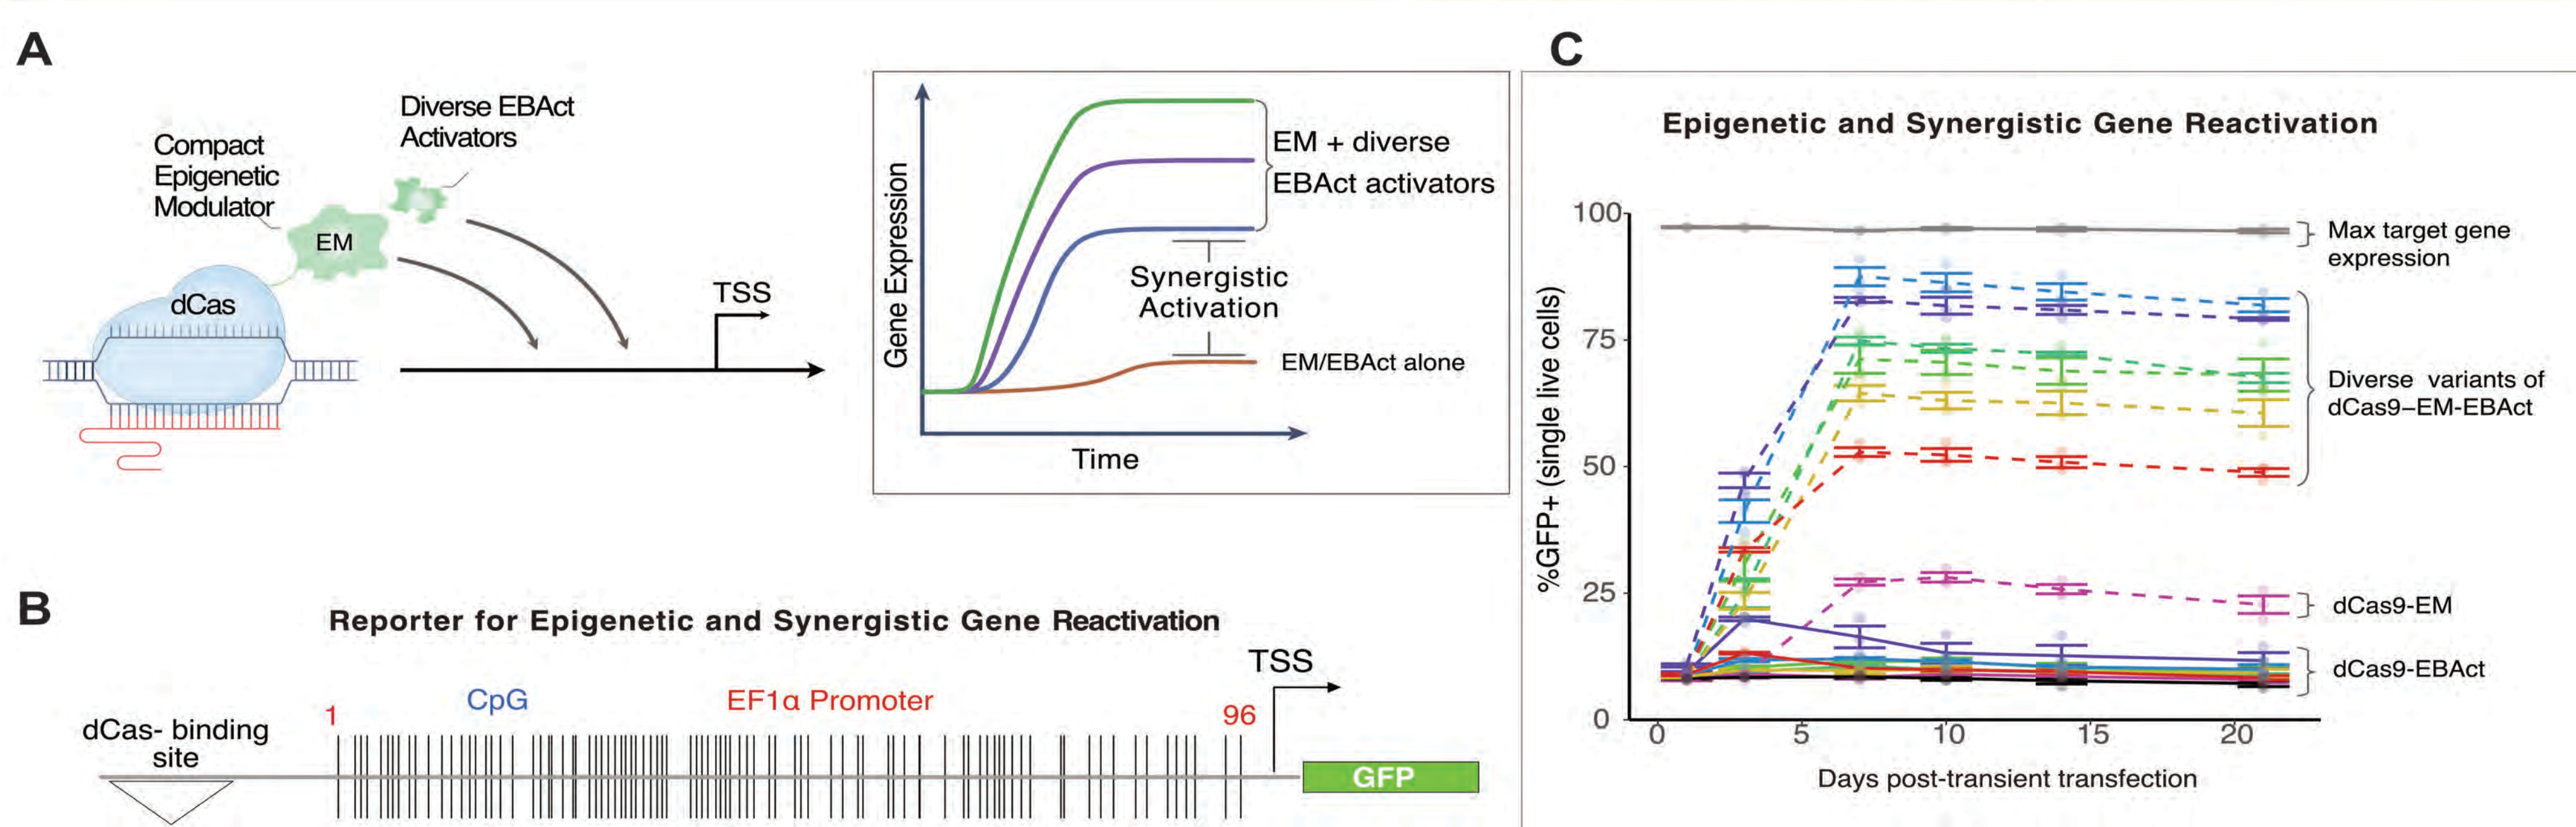 A
Compact
Epigenetic
Modulator
Diverse EBAct
Activators
EM
dCas
TSS
Gene Expression
EM + diverse
EBAct activators
Synergistic
Activation
EM/EBAct alone
Time
B
Reporter for Epigenetic and Synergistic Gene Reactivation
dCas- binding
site
1
CpG
EF1α Promoter
96
TSS
GFP
C
Epigenetic and Synergistic Gene Reactivation
%GFP+ (single live cells)
100
75
50
25
0
0
5
10
15
20
Days post-transient transfection
Max target gene
expression
Diverse variants of
dCas9–EM-EBAct
dCas9-EM
dCas9-EBAct